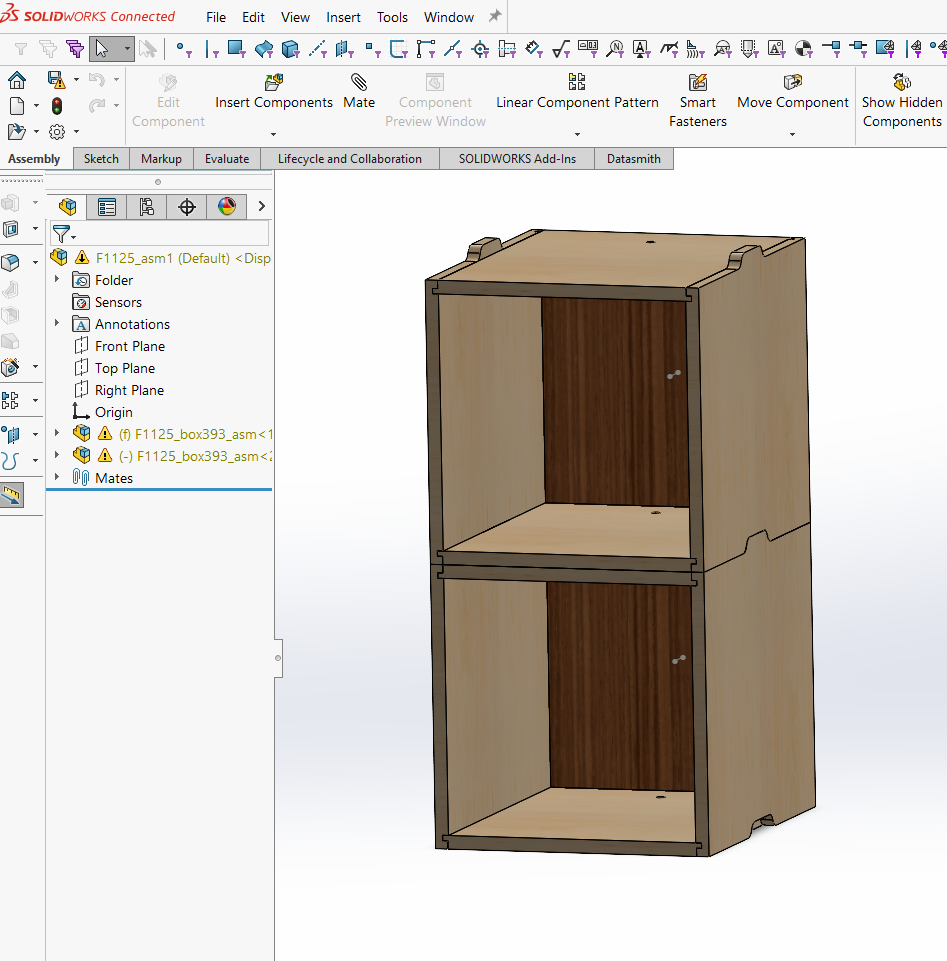 SOLIDWORKS Connected File Edit View Insert Tools Window
Edit Component
Insert Components
Mate
Component Preview Window
Linear Component Pattern
Smart Fasteners
Move Component
Show Hidden Components
Assembly Sketch Markup Evaluate Lifecycle and Collaboration SOLIDWORKS Add-Ins Datasmith
F1125_asm1 (Default) <Disp
Folder
Sensors
Annotations
Front Plane
Top Plane
Right Plane
Origin
(f) F1125_box393_asm<1
(-) F1125_box393_asm<2
Mates